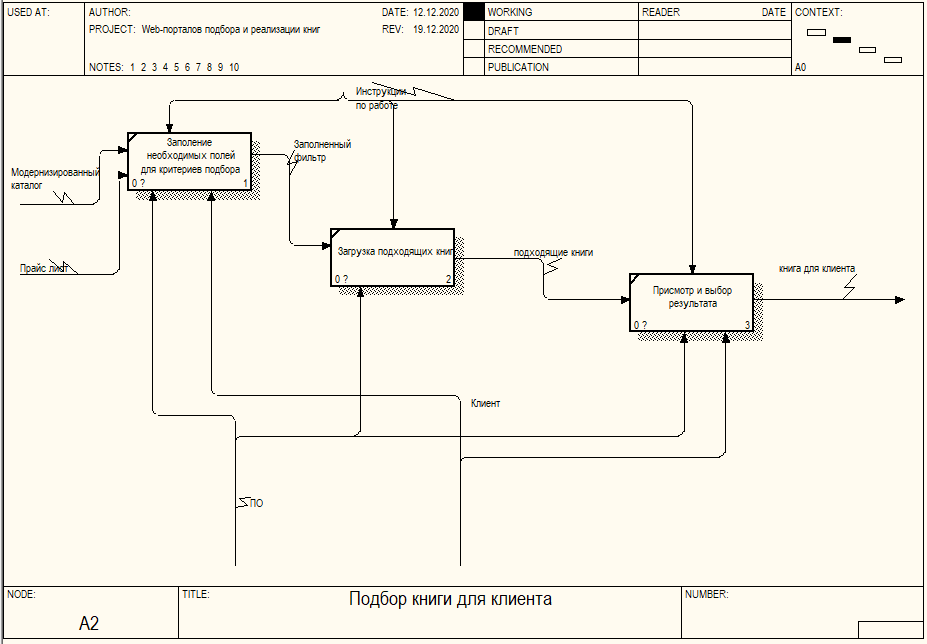 USED AT:
AUTHOR:
DATE: 12.12.2020
PROJECT: Web-порталов подбора и реализации книг
REV: 19.12.2020
NOTES: 1 2 3 4 5 6 7 8 9 10
WORKING
DRAFT
RECOMMENDED
PUBLICATION
READER
DATE
CONTEXT:
A0
Инструкции
по работе
Заполение
необходимых полей
для критериев подбора
0 ?
1
Заполненный
фильтр
Модернизированный
каталог
Прайс лист
Загрузка подходящих книг
0 ?
2
подходящие книги
книга для клиента
Присмотр и выбор
результата
0 ?
3
Клиент
ПО
NODE:
A2
TITLE:
Подбор книги для клиента
NUMBER: